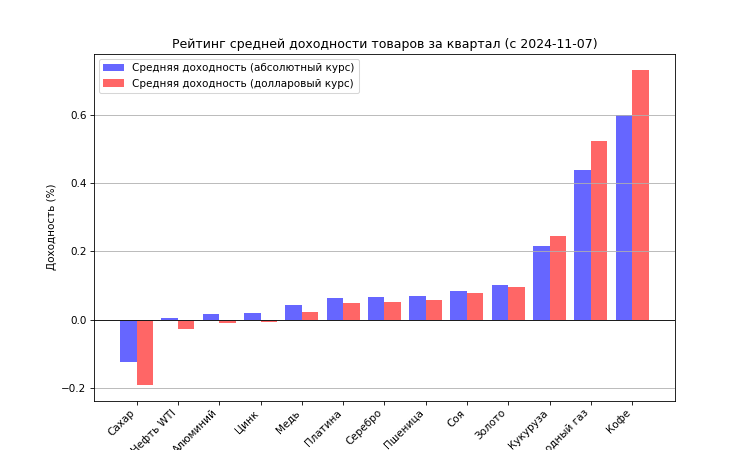 Рейтинг средней доходности товаров за квартал (с 2024-11-07)
Средняя доходность (абсолютный курс)
Средняя доходность (долларовый курс)
Доходность (%)
0.6
0.4
0.2
0.0
−0.2
Сахар
Нефть WTI
Алюминий
Цинк
Медь
Платина
Серебро
Пшеница
Соя
Золото
Кукуруза
одный газ
Кофе